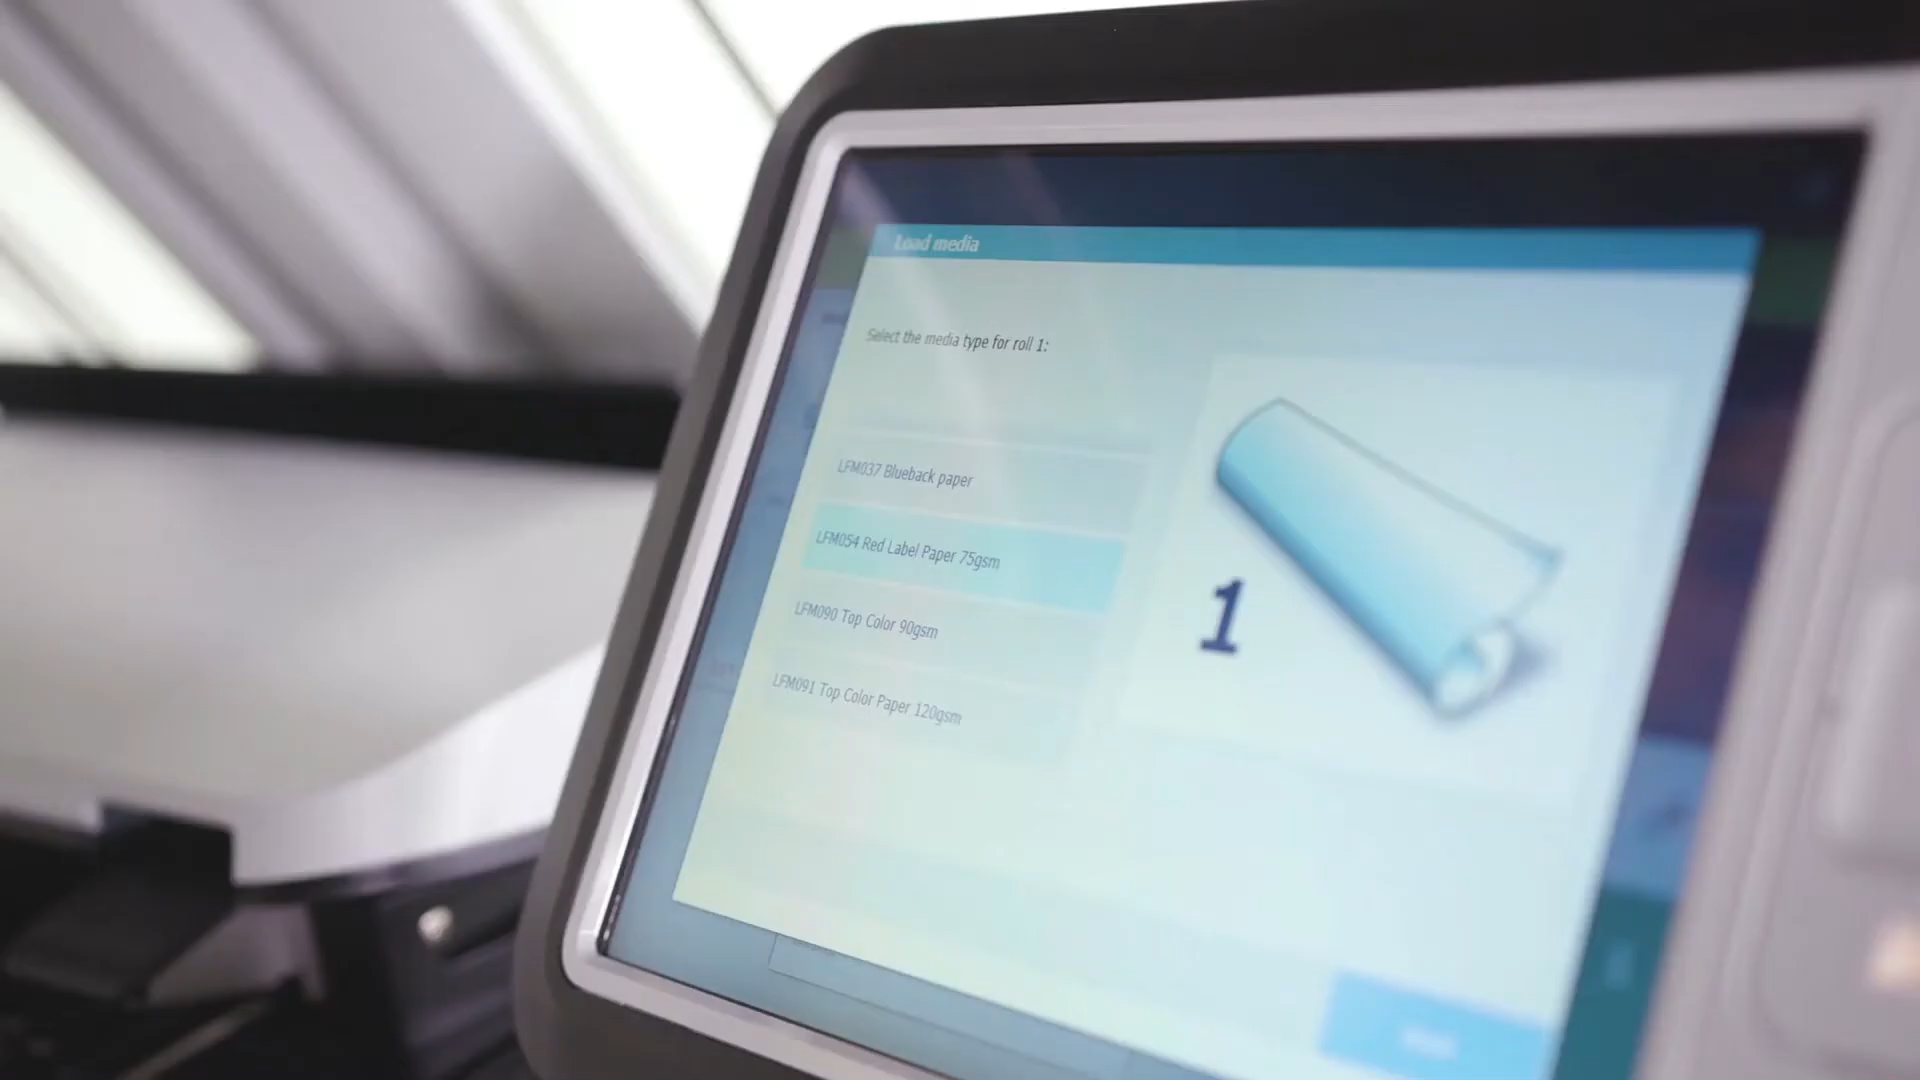 Load media
Select the media type for roll 1:
LFM037 Blueback paper
LFM054 Red Label Paper 75gsm
LFM090 Top Color 90gsm
LFM091 Top Color Paper 120gsm
1